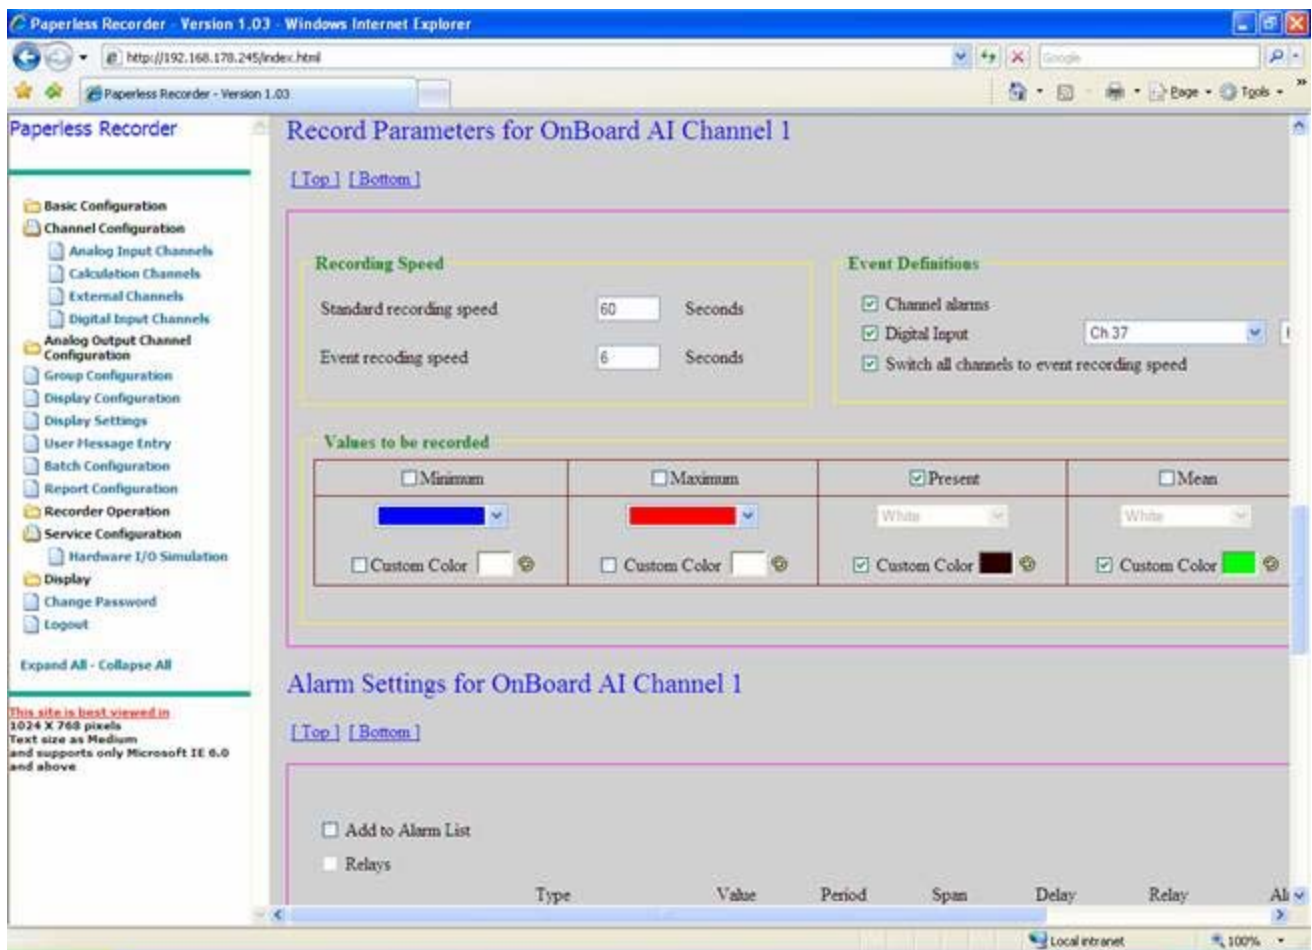 Paperless Recorder - Version 1.03 - Windows Internet Explorer
http://192.168.178.245/index.html
Google
Paperless Recorder - Version 1.03
Page
Tools
Paperless Recorder
Basic Configuration
Channel Configuration
Analog Input Channels
Calculation Channels
External Channels
Digital Input Channels
Analog Output Channel
Configuration
Group Configuration
Display Configuration
Display Settings
User Message Entry
Batch Configuration
Report Configuration
Recorder Operation
Service Configuration
Hardware I/O Simulation
Display
Change Password
Logout
Expand All - Collapse All
This site is best viewed in
1024 X 768 pixels
Text size as Medium
and supports only Microsoft IE 6.0
and above
Record Parameters for OnBoard AI Channel 1
[ Top ] [ Bottom ]
Recording Speed
Standard recording speed 60 Seconds
Event recoding speed 6 Seconds
Event Definitions
Channel alarms
Digital Input Ch 37
Switch all channels to event recording speed
Values to be recorded
Minimum Maximum Present Mean
White White
Custom Color Custom Color Custom Color Custom Color
Alarm Settings for OnBoard AI Channel 1
[ Top ] [ Bottom ]
Add to Alarm List
Relays
Type Value Period Span Delay Relay
Local intranet 100%